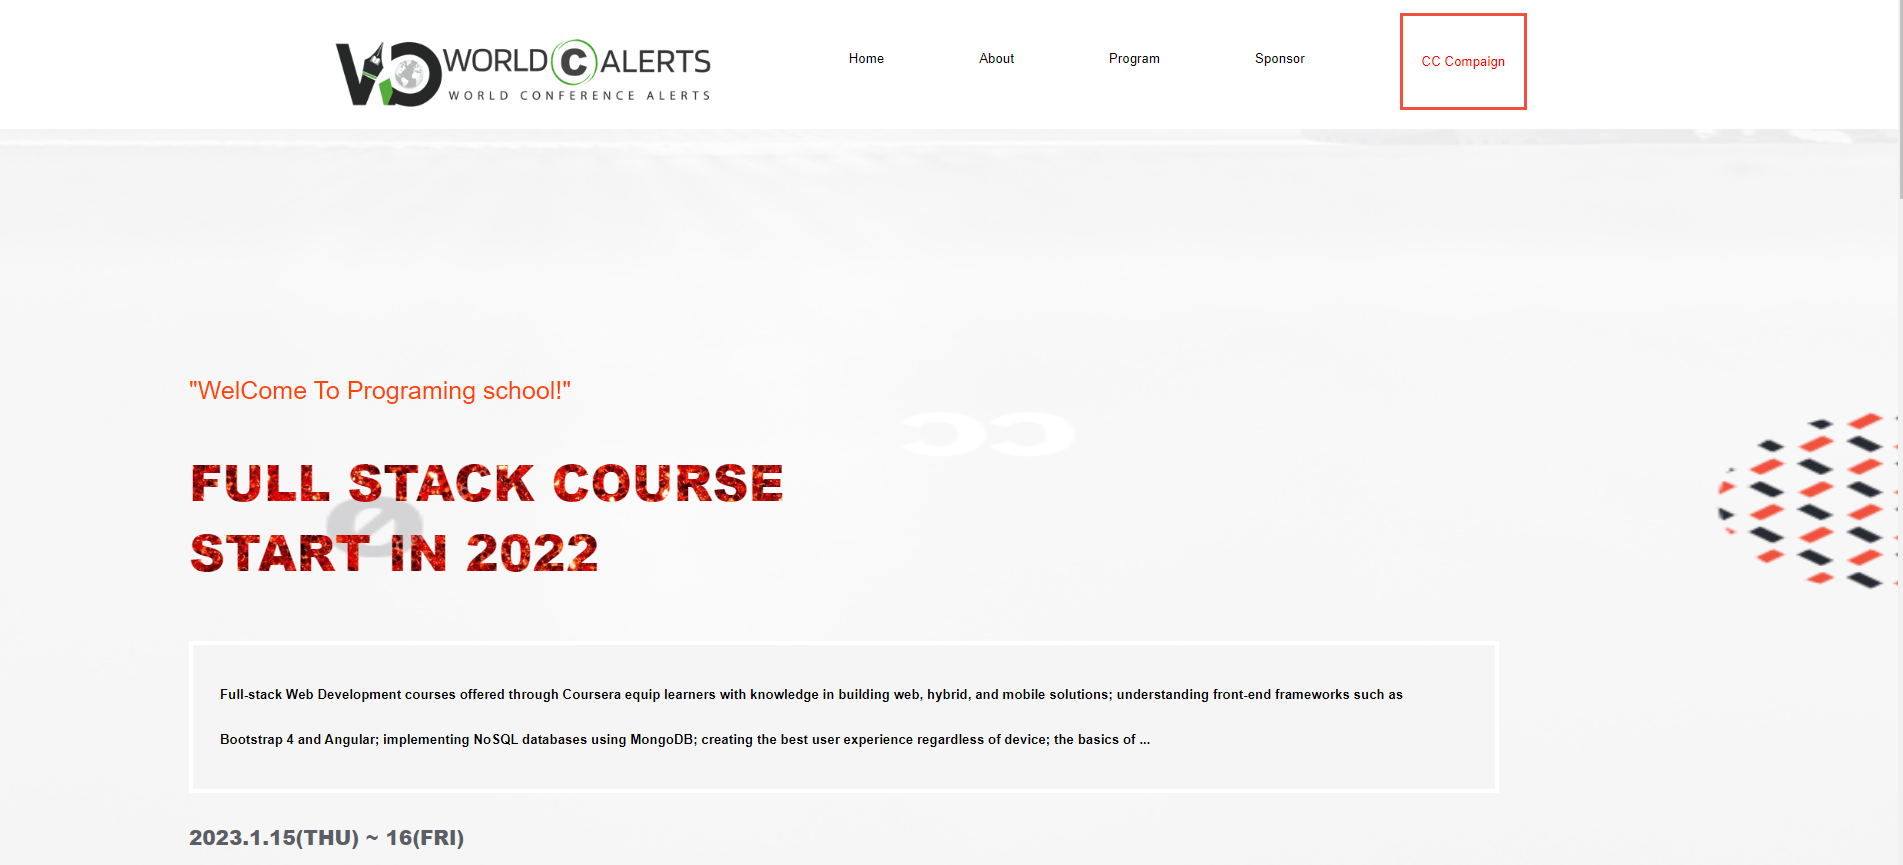 WORLD C ALERTS
WORLD CONFERENCE ALERTS
Home
About
Program
Sponsor
CC Compaign
"WelCome To Programing school!"
FULL STACK COURSE
START IN 2022
Full-stack Web Development courses offered through Coursera equip learners with knowledge in building web, hybrid, and mobile solutions; understanding front-end frameworks such as
Bootstrap 4 and Angular; implementing NoSQL databases using MongoDB; creating the best user experience regardless of device; the basics of ...
2023.1.15(THU) ~ 16(FRI)